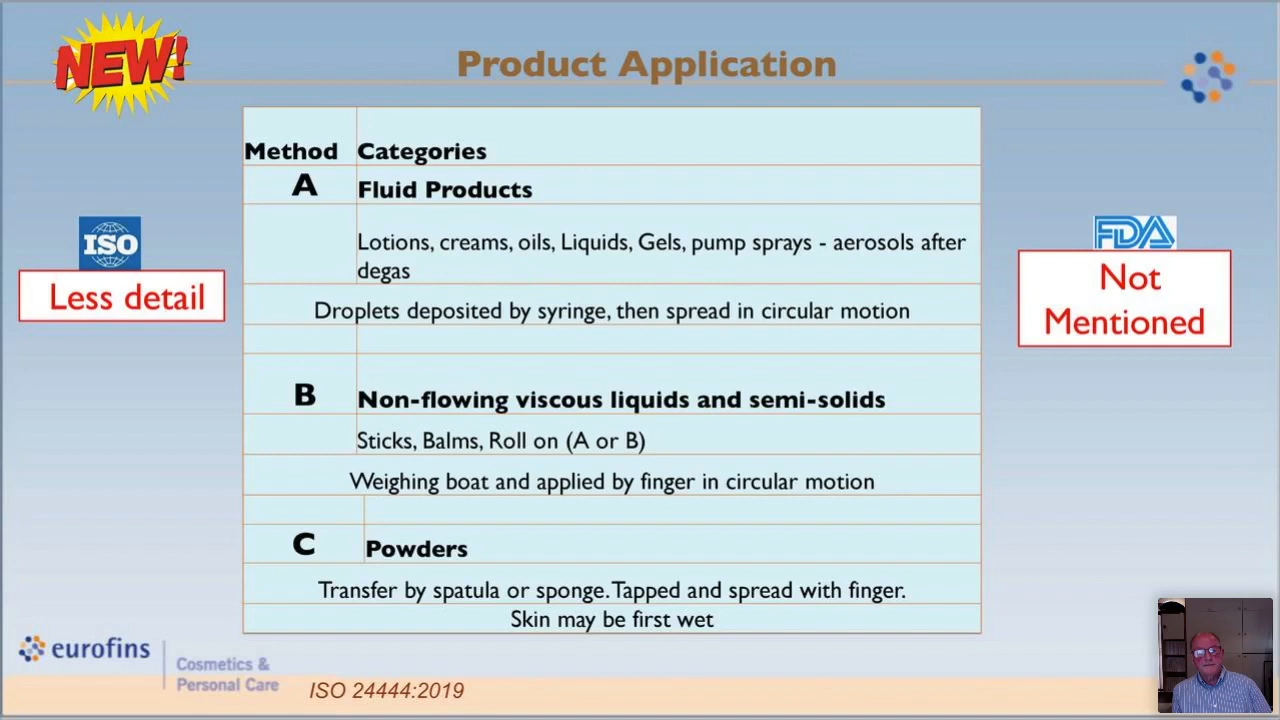 NEW!
Product Application
Method Categories
A Fluid Products
Lotions, creams, oils, Liquids, Gels, pump sprays - aerosols after
degas
Droplets deposited by syringe, then spread in circular motion
B Non-flowing viscous liquids and semi-solids
Sticks, Balms, Roll on (A or B)
Weighing boat and applied by finger in circular motion
C Powders
Transfer by spatula or sponge. Tapped and spread with finger.
Skin may be first wet
ISO
Less detail
FDA
Not
Mentioned
eurofins
Cosmetics &
Personal Care
ISO 24444:2019